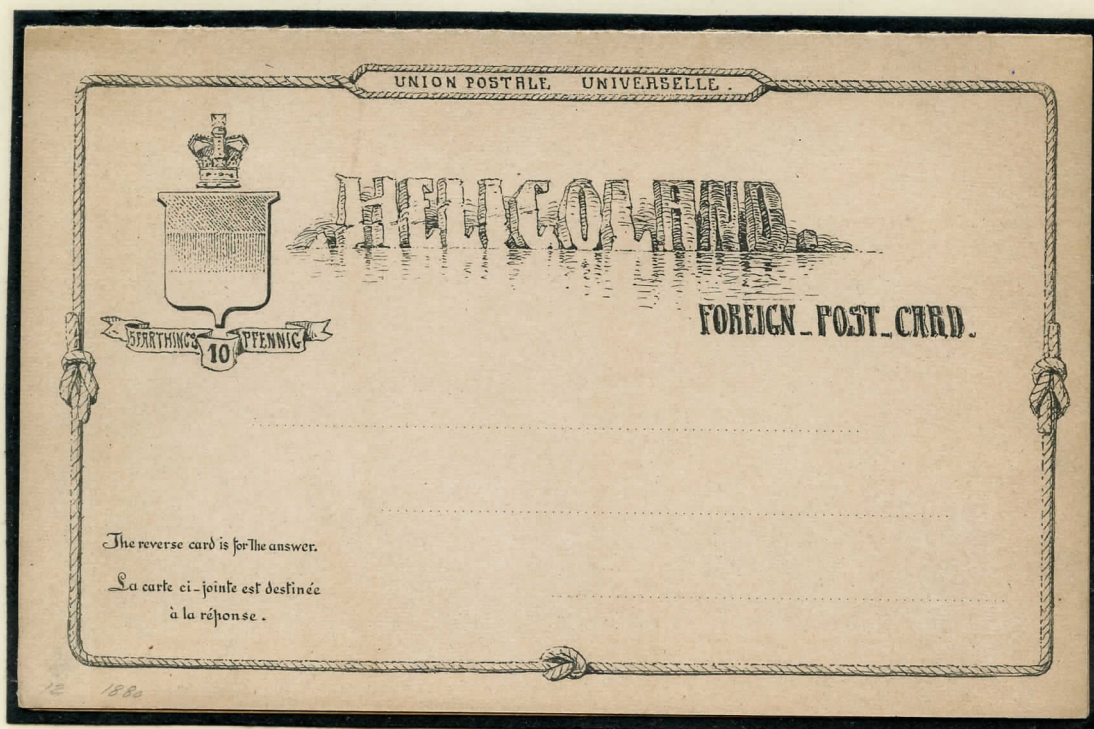 UNION POSTALE UNIVERSELLE.
HELIGOLAND.
FOREIGN_POST_CARD.
5 FARTHINGS 10 PFENNIG
The reverse card is for The answer.
La carte ci-jointe est destinée
à la réponse.
12 1880